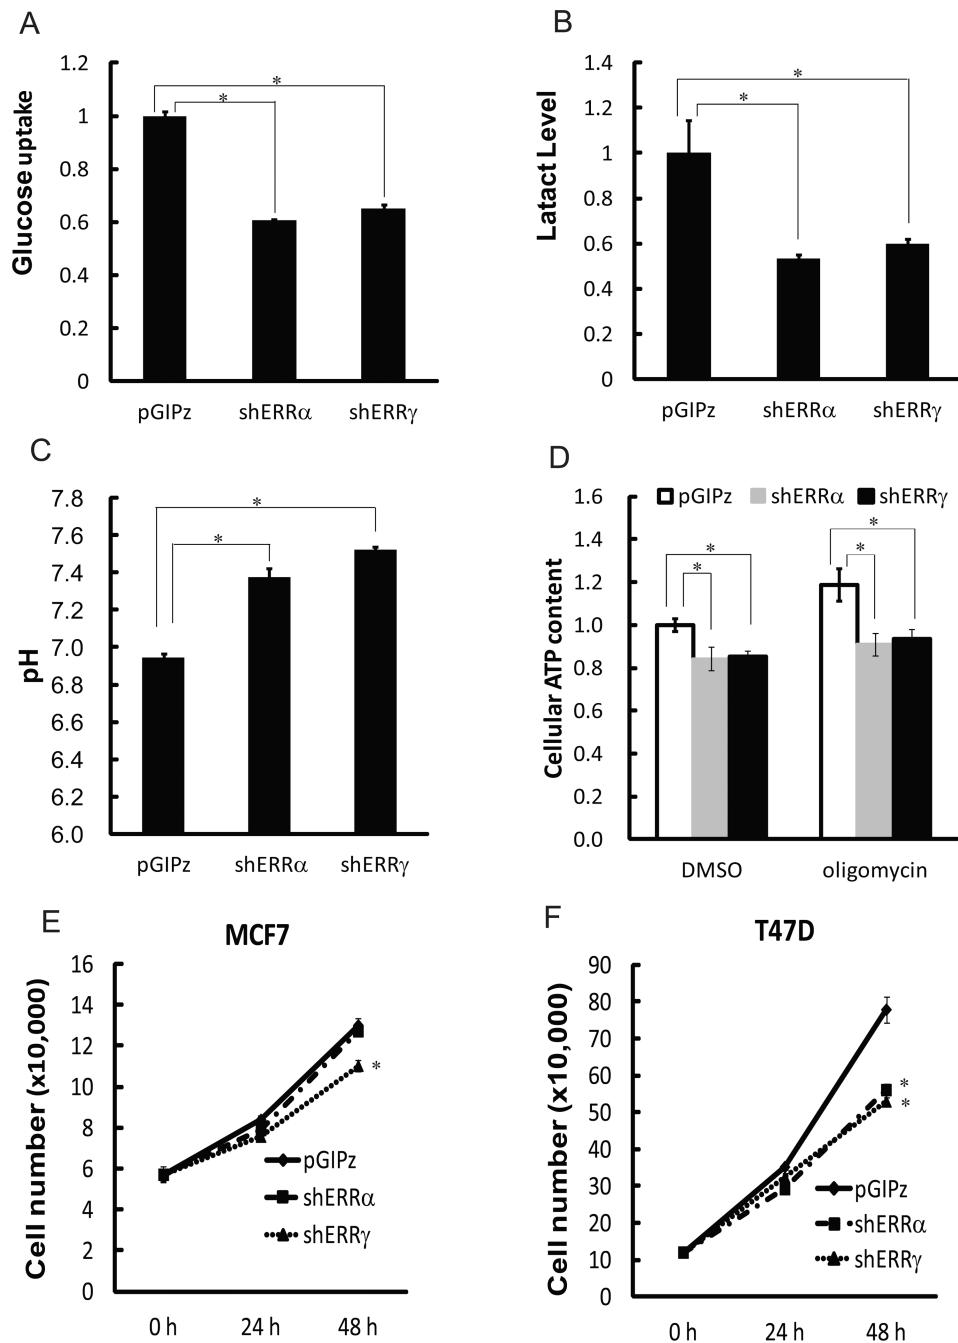 A
Glucose uptake
1.2
1
0.8
0.6
0.4
0.2
0
*
*
pGIPz shERRα shERRγ
B
Latact Level
1.4
1.2
1
0.8
0.6
0.4
0.2
0
*
*
pGIPz shERRα shERRγ
C
pH
7.8
7.6
7.4
7.2
7.0
6.8
6.6
6.4
6.2
6.0
*
*
pGIPz shERRα shERRγ
D
Cellular ATP content
1.6
1.4
1.2
1.0
0.8
0.6
0.4
0.2
0.0
pGIPz shERRα shERRγ
*
*
*
*
DMSO oligomycin
E
MCF7
Cell number (x10,000)
16
14
12
10
8
6
4
2
0
*
pGIPz
shERRα
shERRγ
0 h 24 h 48 h
F
T47D
Cell number (x10,000)
90
80
70
60
50
40
30
20
10
0
*
*
pGIPz
shERRα
shERRγ
0 h 24 h 48 h